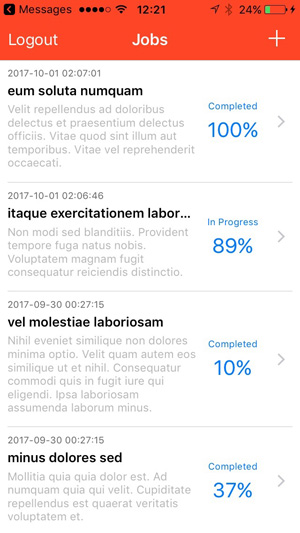 Messages 12:21 24%
Logout Jobs +
2017-10-01 02:07:01
eum soluta numquam
Velit repellendus ad doloribus
delectus et praesentium delectus
officiis. Vitae quod sint illum aut
temporibus. Vitae vel reprehenderit
occaecati.
Completed
100%
2017-10-01 02:06:46
itaque exercitationem labor...
Non modi sed blanditiis. Provident
tempore fuga natus nobis.
Voluptatem magnam fugit
consequatur reiciendis distinctio.
In Progress
89%
2017-09-30 00:27:15
vel molestiae laboriosam
Nihil eveniet similique non dolores
minima optio. Velit quam autem eos
similique ut et nihil. Consequatur
commodi quis in fugit iure qui
eligendi. Ipsa laboriosam
assumenda laborum minus.
Completed
10%
2017-09-30 00:27:15
minus dolores sed
Mollitia quia quia dolor est. Ad
numquam quia qui velit. Cupiditate
repellendus est quaerat veritatis
voluptatem et.
Completed
37%